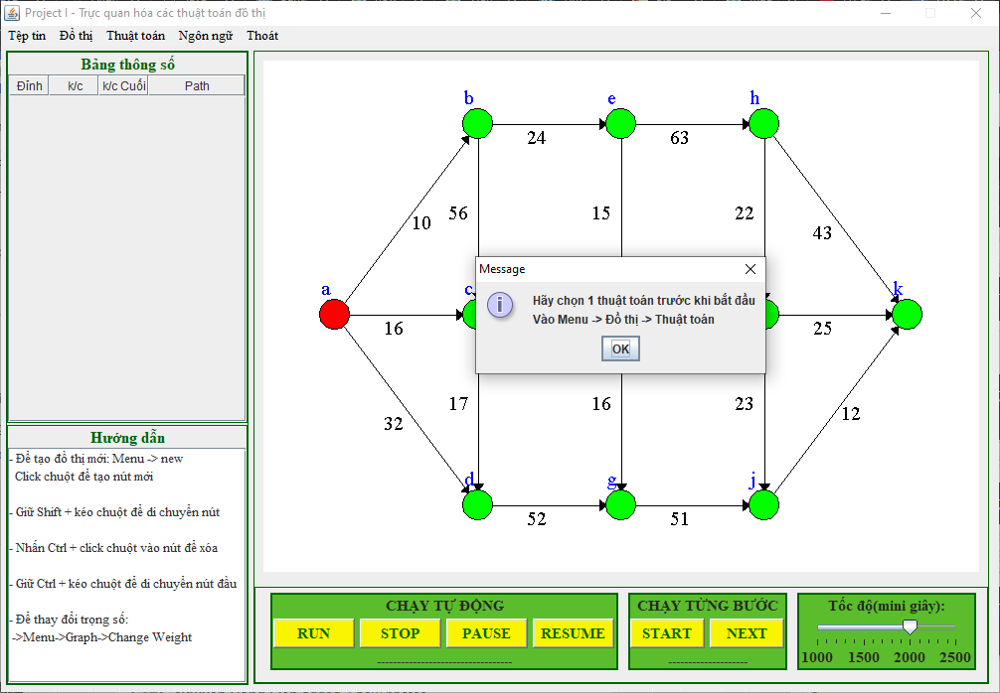 Project I - Trực quan hóa các thuật toán đồ thị
Tệp tin Đồ thị Thuật toán Ngôn ngữ Thoát
Bảng thông số
Đỉnh k/c k/c Cuối Path
Hướng dẫn
- Để tạo đồ thị mới: Menu -> new
Click chuột để tạo nút mới
- Giữ Shift + kéo chuột để di chuyển nút
- Nhấn Ctrl + click chuột vào nút để xóa
- Giữ Ctrl + kéo chuột để di chuyển nút đầu
- Để thay đổi trọng số:
->Menu->Graph->Change Weight
b e h
24 63
56 15 22
10 43
a c k
16 25
Message
Hãy chọn 1 thuật toán trước khi bắt đầu
Vào Menu -> Đồ thị -> Thuật toán
OK
17 16 23
32 12
d g j
52 51
CHẠY TỰ ĐỘNG
RUN STOP PAUSE RESUME
----------------------------------
CHẠY TỪNG BƯỚC
START NEXT
--------------------
Tốc độ(mini giây):
1000 1500 2000 2500